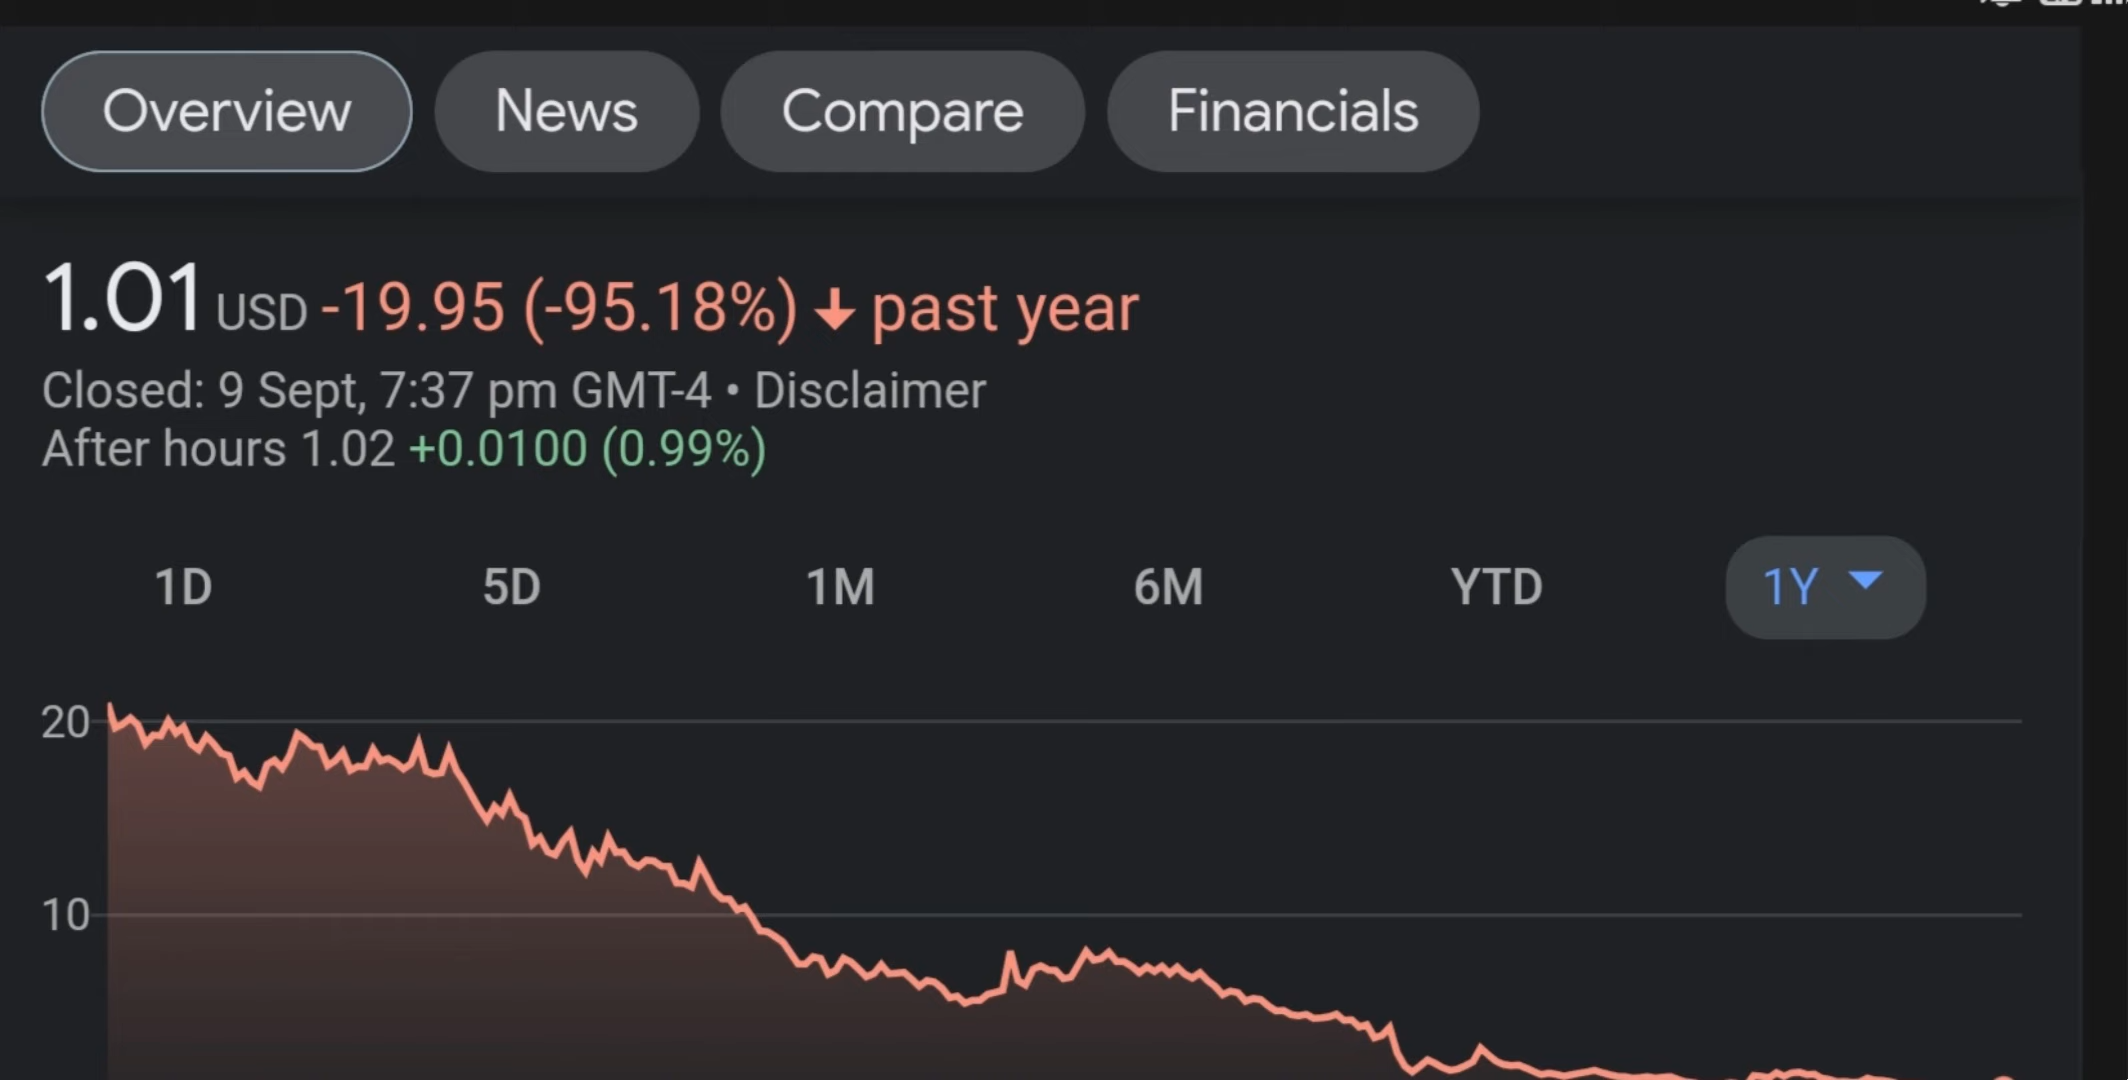 Overview News Compare Financials
1.01 USD -19.95 (-95.18%) ↓ past year
Closed: 9 Sept, 7:37 pm GMT-4 • Disclaimer
After hours 1.02 +0.0100 (0.99%)
1D 5D 1M 6M YTD 1Y
20
10